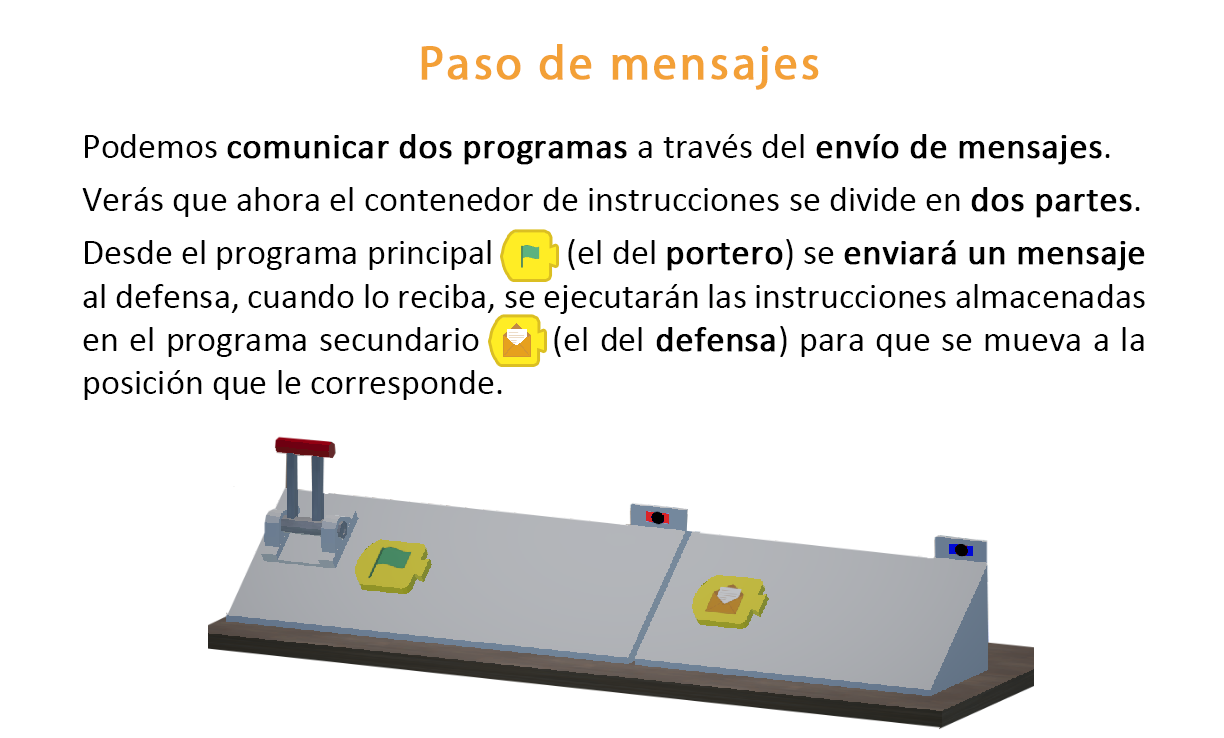 Paso de mensajes
Podemos comunicar dos programas a través del envío de mensajes.
Verás que ahora el contenedor de instrucciones se divide en dos partes.
Desde el programa principal (el del portero) se enviará un mensaje
al defensa, cuando lo reciba, se ejecutarán las instrucciones almacenadas
en el programa secundario (el del defensa) para que se mueva a la
posición que le corresponde.